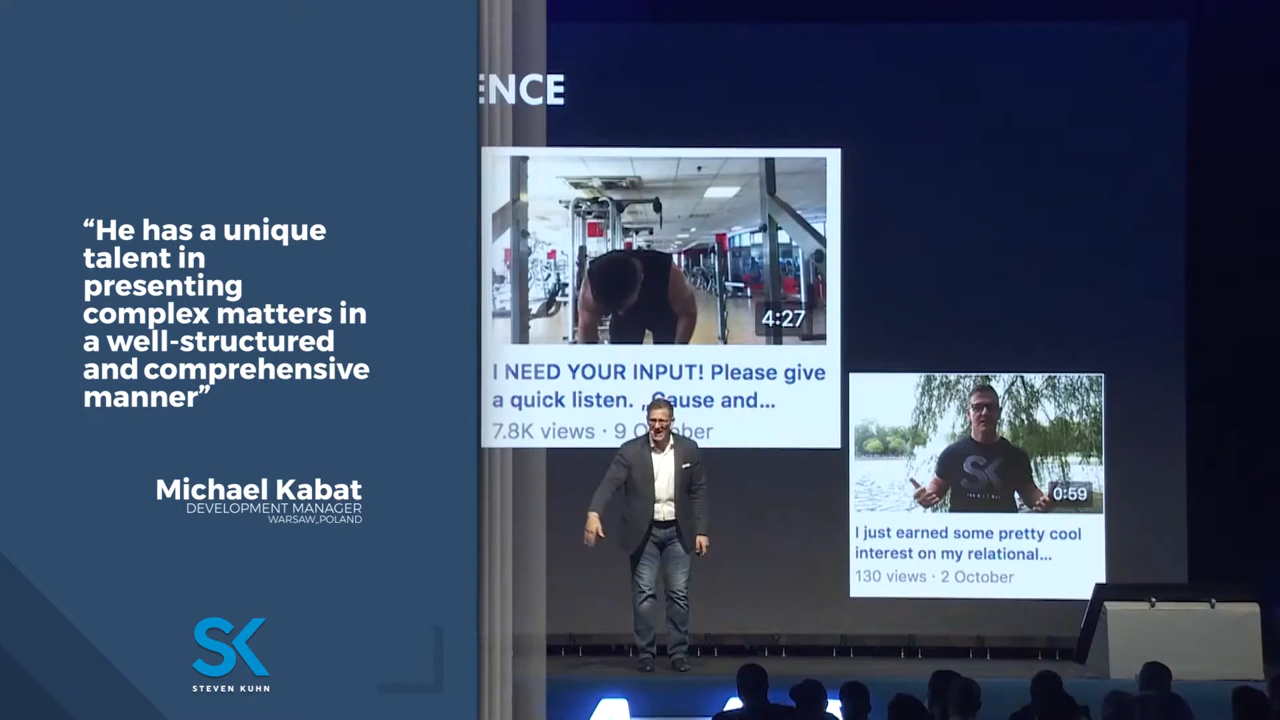 “He has a unique
talent in
presenting
complex matters in
a well-structured
and comprehensive
manner”
Michael Kabat
DEVELOPMENT MANAGER
WARSAW_POLAND
SK
STEVEN KUHN
ENCE
4:27
I NEED YOUR INPUT! Please give
a quick listen. „Cause and...
7.8K views · 9 October
SK
0:59
I just earned some pretty cool
interest on my relational...
130 views · 2 October